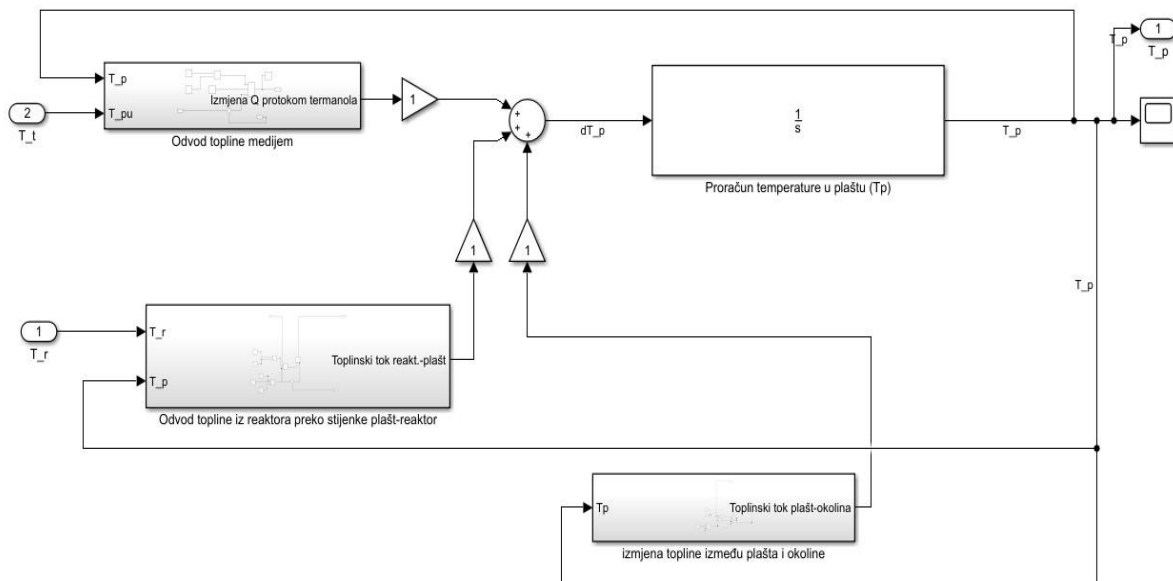 1
T_p
T_p
T_p
Izmjena Q protokom termanola
1
T_pu
2
T_t
Odvod topline medijem
+
+
+
dT_p
1
s
T_p
Proračun temperature u plaštu (Tp)
1
1
T_p
1
T_r
T_r
Toplinski tok reakt.-plašt
T_p
Odvod topline iz reaktora preko stijenke plašt-reaktor
Tp
Toplinski tok plašt-okolina
izmjena topline između plašta i okoline